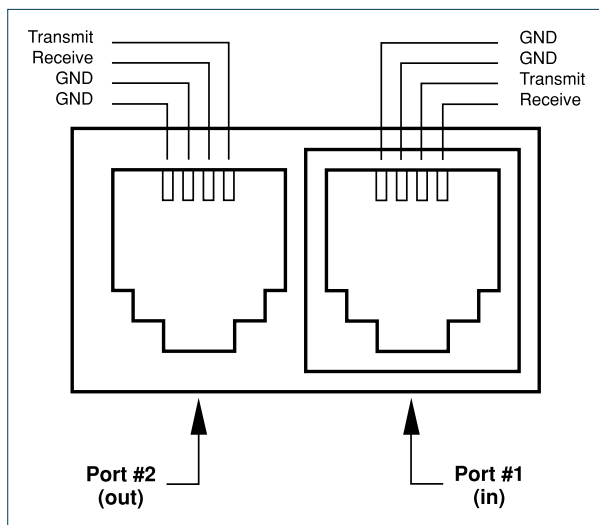 Transmit
Receive
GND
GND
GND
GND
Transmit
Receive
Port #2
(out)
Port #1
(in)